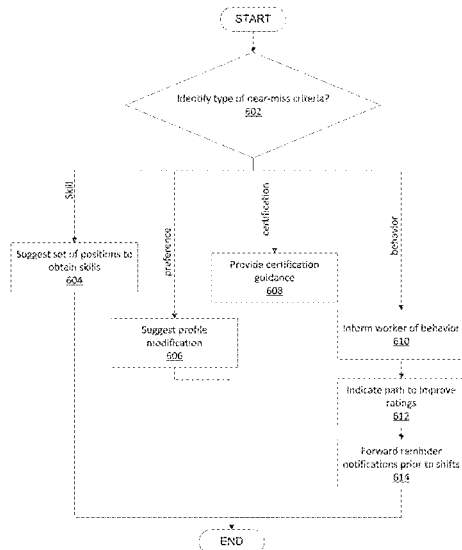 START
Identify type of near-miss criteria?
602
Skill
preference
certification
behavior
Suggest set of positions to
obtain skills
604
Provide certification
guidance
608
Suggest profile
modification
606
Inform worker of behavior
610
Indicate path to improve
ratings
612
Forward reminder
notifications prior to shifts
614
END